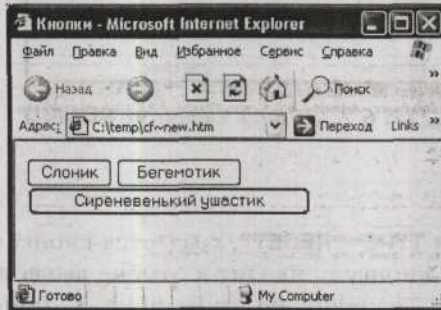 Кнопки - Microsoft Internet Explorer
Файл Правка Вид Избранное Сервис Справка
Назад Поиск »
Адрес: C:\temp\cf~new.htm Переход Links »
Слоник Бегемотик
Сиреневенький ушастик
Готово My Computer